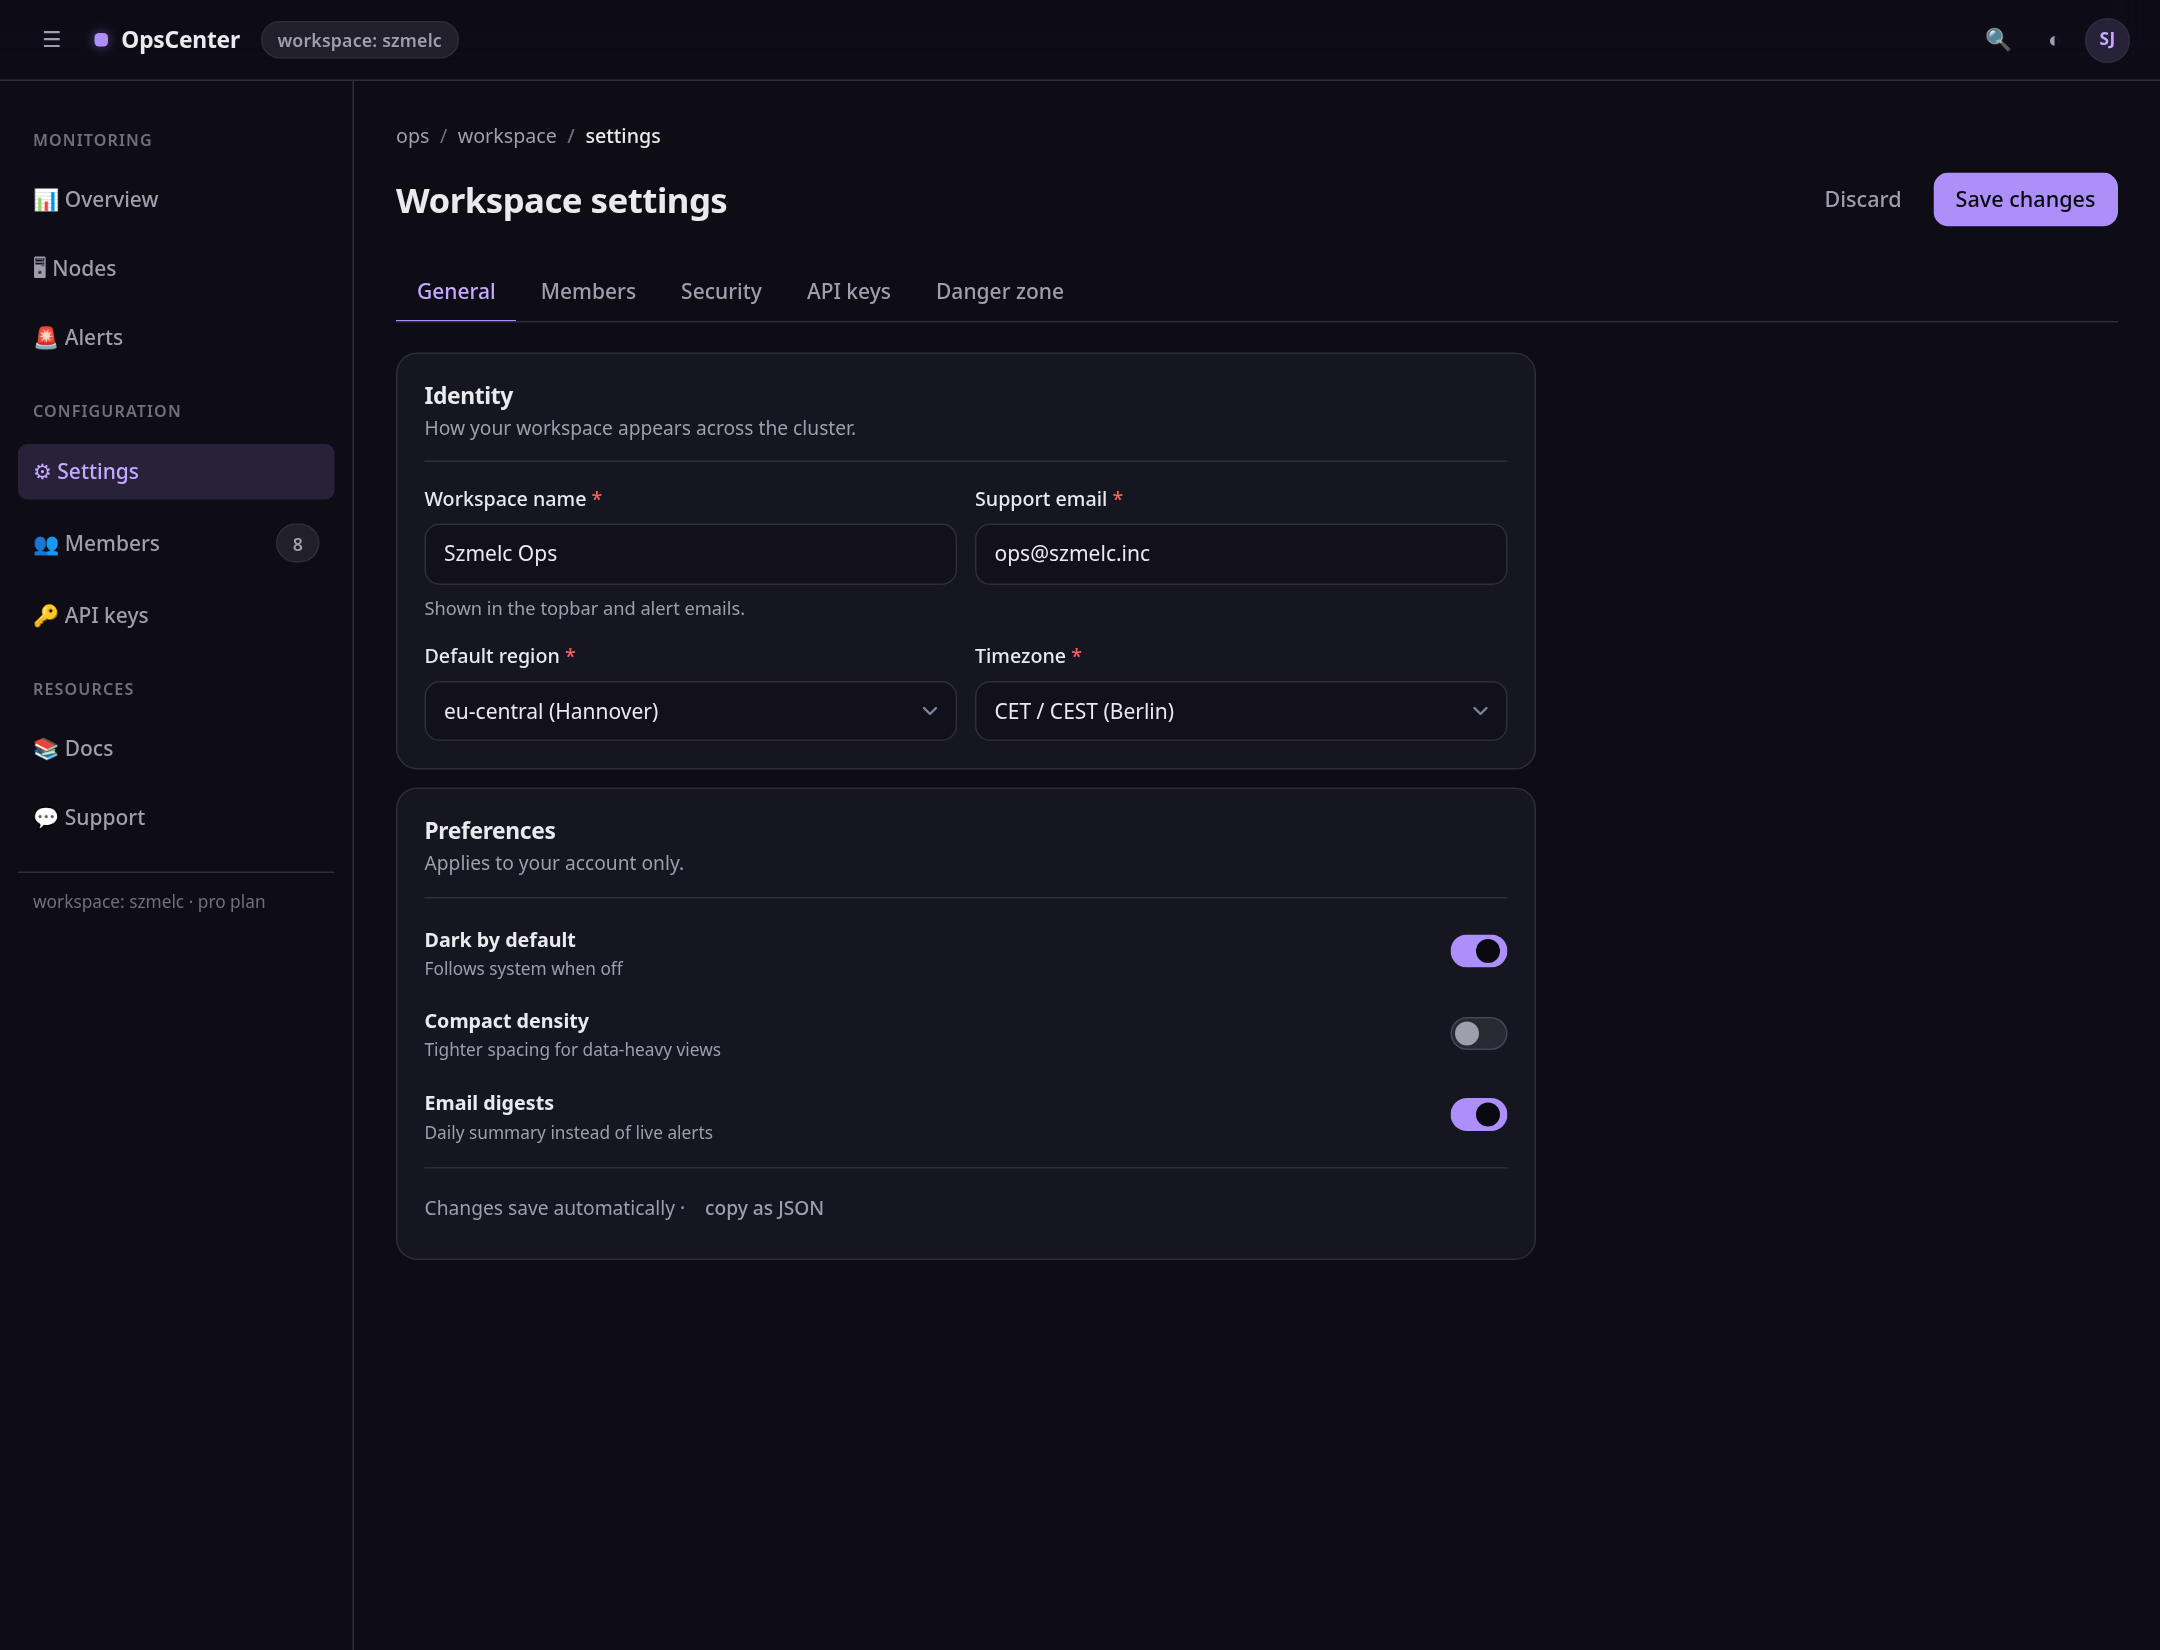 ☰ OpsCenter workspace: szmelc 🔍 SJ
MONITORING
📊 Overview
🖥 Nodes
🚨 Alerts
CONFIGURATION
⚙ Settings
👥 Members 8
🔑 API keys
RESOURCES
📚 Docs
💬 Support
workspace: szmelc · pro plan
ops / workspace / settings
Workspace settings
Discard Save changes
General Members Security API keys Danger zone
Identity
How your workspace appears across the cluster.
Workspace name * Support email *
Szmelc Ops ops@szmelc.inc
Shown in the topbar and alert emails.
Default region * Timezone *
eu-central (Hannover) CET / CEST (Berlin)
Preferences
Applies to your account only.
Dark by default
Follows system when off
Compact density
Tighter spacing for data-heavy views
Email digests
Daily summary instead of live alerts
Changes save automatically · copy as JSON